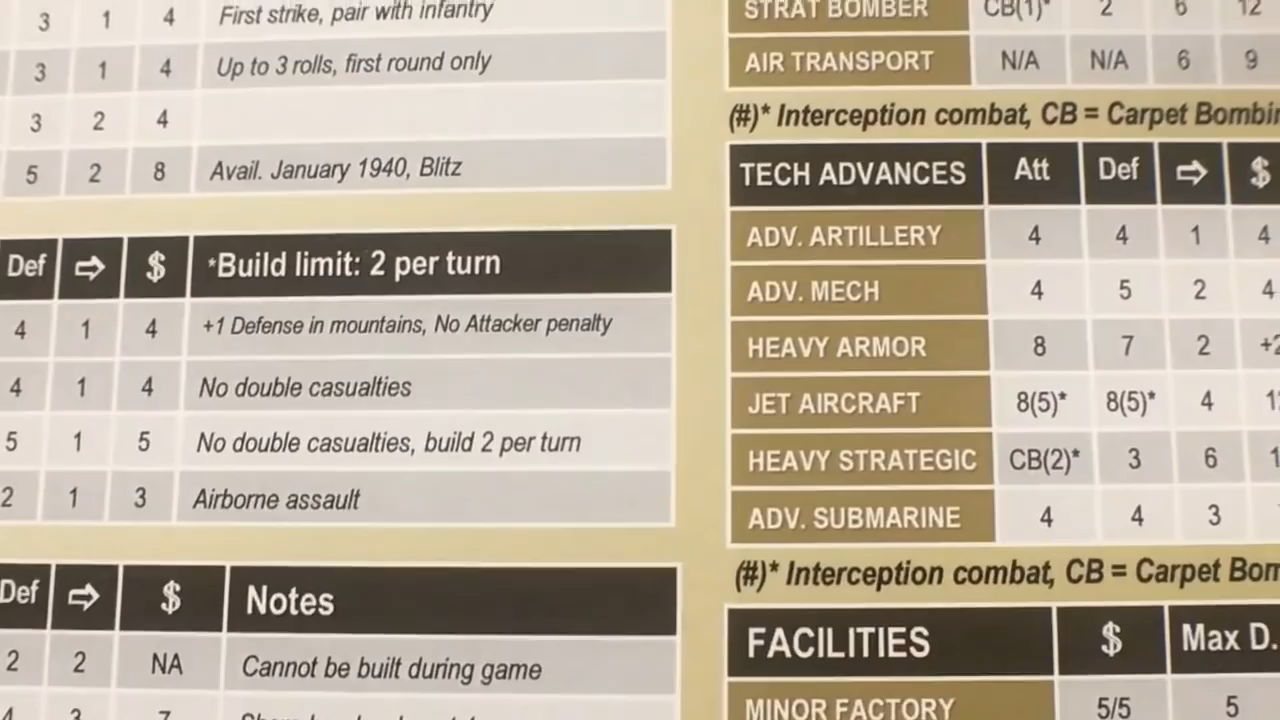 3 1 4 First strike, pair with infantry
3 1 4 Up to 3 rolls, first round only
3 2 4
5 2 8 Avail. January 1940, Blitz
Def ⇨ $ *Build limit: 2 per turn
4 1 4 +1 Defense in mountains, No Attacker penalty
4 1 4 No double casualties
5 1 5 No double casualties, build 2 per turn
2 1 3 Airborne assault
Def ⇨ $ Notes
2 2 NA Cannot be built during game
STRAT BOMBER CB(1)* 2 6 12
AIR TRANSPORT N/A N/A 6 9
(#)* Interception combat, CB = Carpet
TECH ADVANCES Att Def ⇨ $
ADV. ARTILLERY 4 4 1 4
ADV. MECH 4 5 2 4
HEAVY ARMOR 8 7 2 +2
JET AIRCRAFT 8(5)* 8(5)* 4
HEAVY STRATEGIC CB(2)* 3 6
ADV. SUBMARINE 4 4 3
(#)* Interception combat, CB = Carpet
FACILITIES $ Max D.
MINOR FACTORY 5/5 5